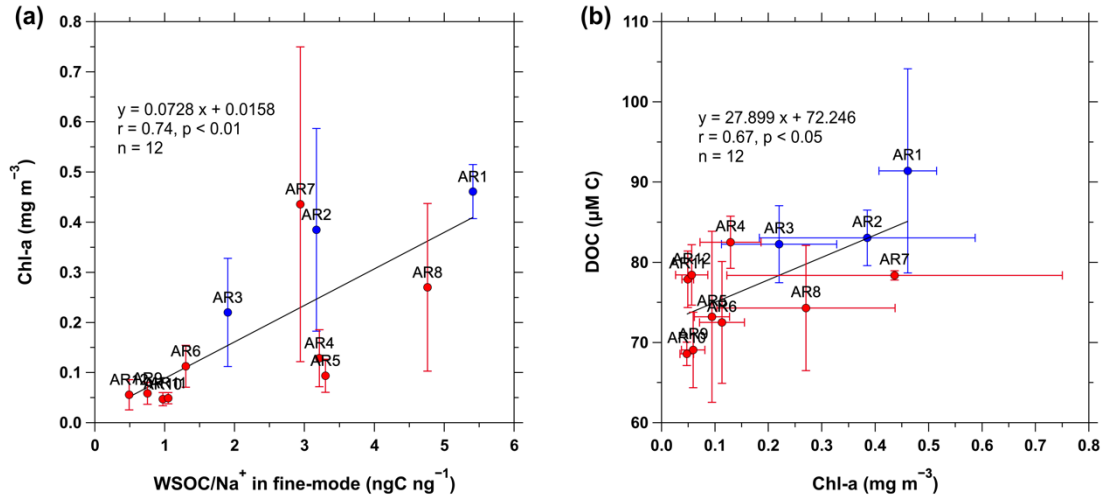 (a)
0.8
0.7
0.6
0.5
0.4
0.3
0.2
0.1
0.0
Chl-a (mg m⁻³)
y = 0.0728 x + 0.0158
r = 0.74, p < 0.01
n = 12
AR7
AR2
AR1
AR8
AR3
AR4
AR5
AR6
AR12
AR9
AR10
AR11
0 1 2 3 4 5 6
WSOC/Na⁺ in fine-mode (ngC ng⁻¹)
(b)
110
100
90
80
70
60
DOC (µM C)
y = 27.899 x + 72.246
r = 0.67, p < 0.05
n = 12
AR1
AR2
AR4
AR3
AR7
AR12
AR11
AR8
AR5
AR6
AR9
AR10
0.0 0.1 0.2 0.3 0.4 0.5 0.6 0.7 0.8
Chl-a (mg m⁻³)